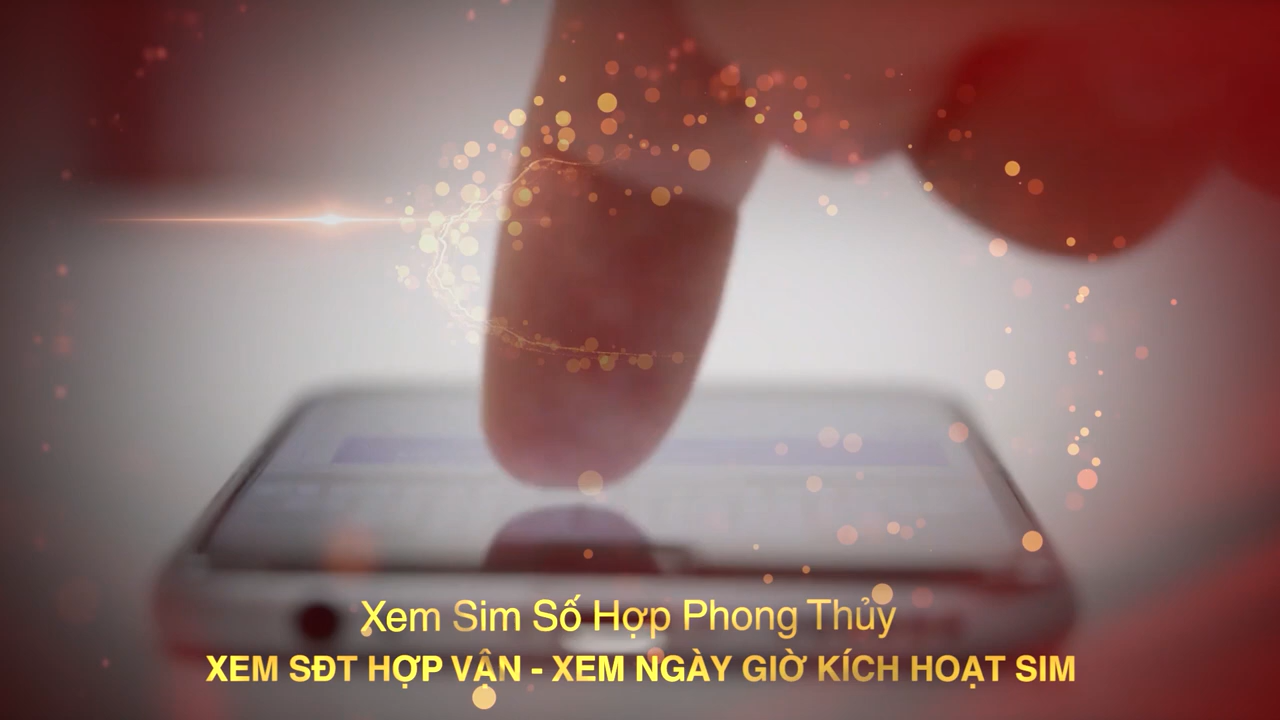 Xem Sim Số Hợp Phong Thủy
XEM SĐT HỢP VẬN - XEM NGÀY GIỜ KÍCH HOẠT SIM